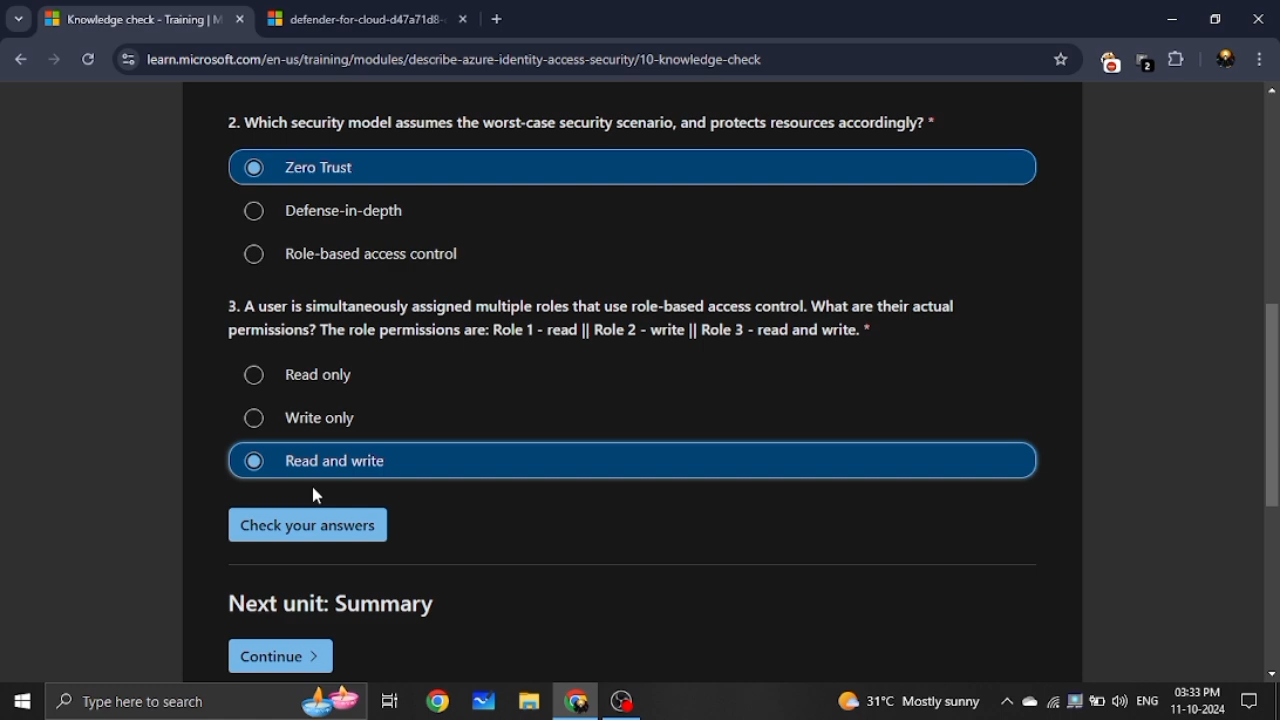 Knowledge check - Training | M
defender-for-cloud-d47a71d8-
learn.microsoft.com/en-us/training/modules/describe-azure-identity-access-security/10-knowledge-check
2
2. Which security model assumes the worst-case security scenario, and protects resources accordingly? *
Zero Trust
Defense-in-depth
Role-based access control
3. A user is simultaneously assigned multiple roles that use role-based access control. What are their actual
permissions? The role permissions are: Role 1 - read || Role 2 - write || Role 3 - read and write. *
Read only
Write only
Read and write
Check your answers
Next unit: Summary
Continue >
Type here to search
31°C Mostly sunny
ENG
03:33 PM
11-10-2024